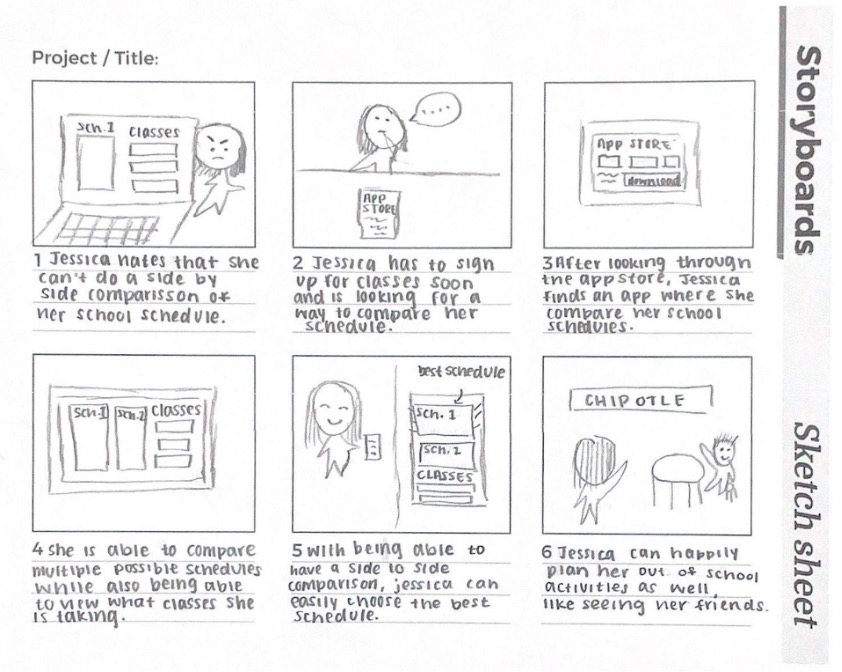 Project / Title:
Sch. 1
Classes
1 Jessica hates that she
can't do a side by
side comparisson of
her school schedule.
....
APP
STORE
2 Jessica has to sign
up for classes soon
and is looking for a
way to compare her
schedule.
APP STORE
download
3 After looking through
the app store, Jessica
finds an app where she
compare her school
schedules.
Sch. 1
Sch. 2
Classes
4 She is able to compare
multiple possible schedules
while also being able
to view what classes she
is taking.
best schedule
Sch. 1
Sch. 2
CLASSES
5 With being able to
have a side to side
comparison, jessica can
easily choose the best
schedule.
CHIPOTLE
6 Jessica can happily
plan her out of school
activities as well,
like seeing her friends.
Storyboards
Sketch sheet